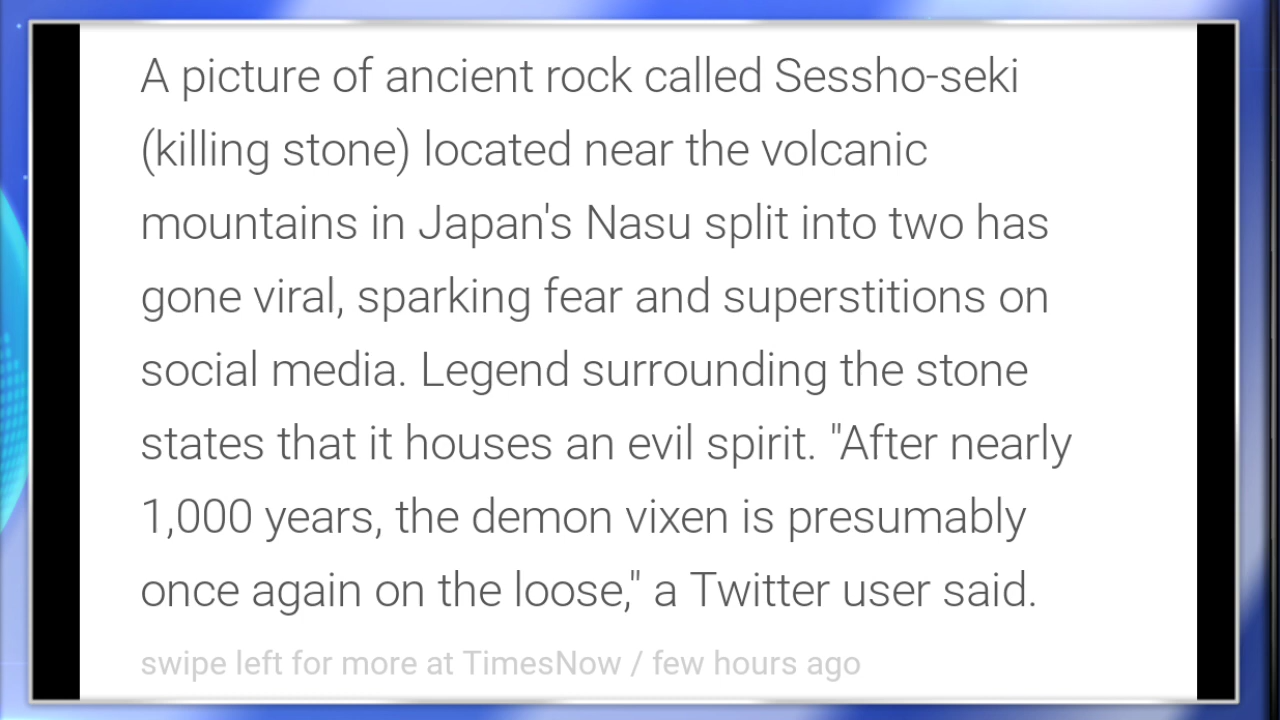 A picture of ancient rock called Sessho-seki
(killing stone) located near the volcanic
mountains in Japan's Nasu split into two has
gone viral, sparking fear and superstitions on
social media. Legend surrounding the stone
states that it houses an evil spirit. "After nearly
1,000 years, the demon vixen is presumably
once again on the loose," a Twitter user said.
swipe left for more at TimesNow / few hours ago